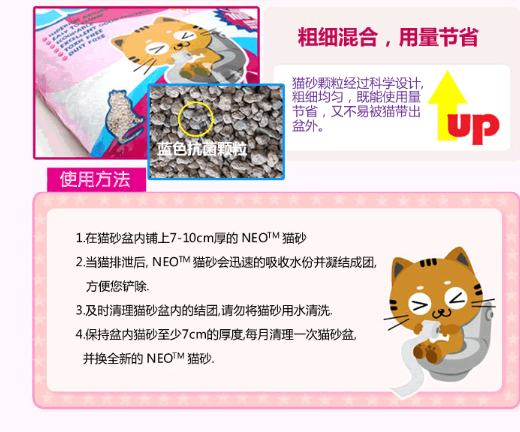 粗细混合，用量节省
猫砂颗粒经过科学设计,
粗细均匀，既能使用量
节省，又不易被猫带出
盆外。
up
蓝色抗菌颗粒
使用方法
1.在猫砂盆内铺上7-10cm厚的 NEO™ 猫砂
2.当猫排泄后, NEO™ 猫砂会迅速的吸收水份并凝结成团,
方便您铲除.
3.及时清理猫砂盆内的结团,请勿将猫砂用水清洗.
4.保持盆内猫砂至少7cm的厚度,每月清理一次猫砂盆,
并换全新的 NEO™ 猫砂.